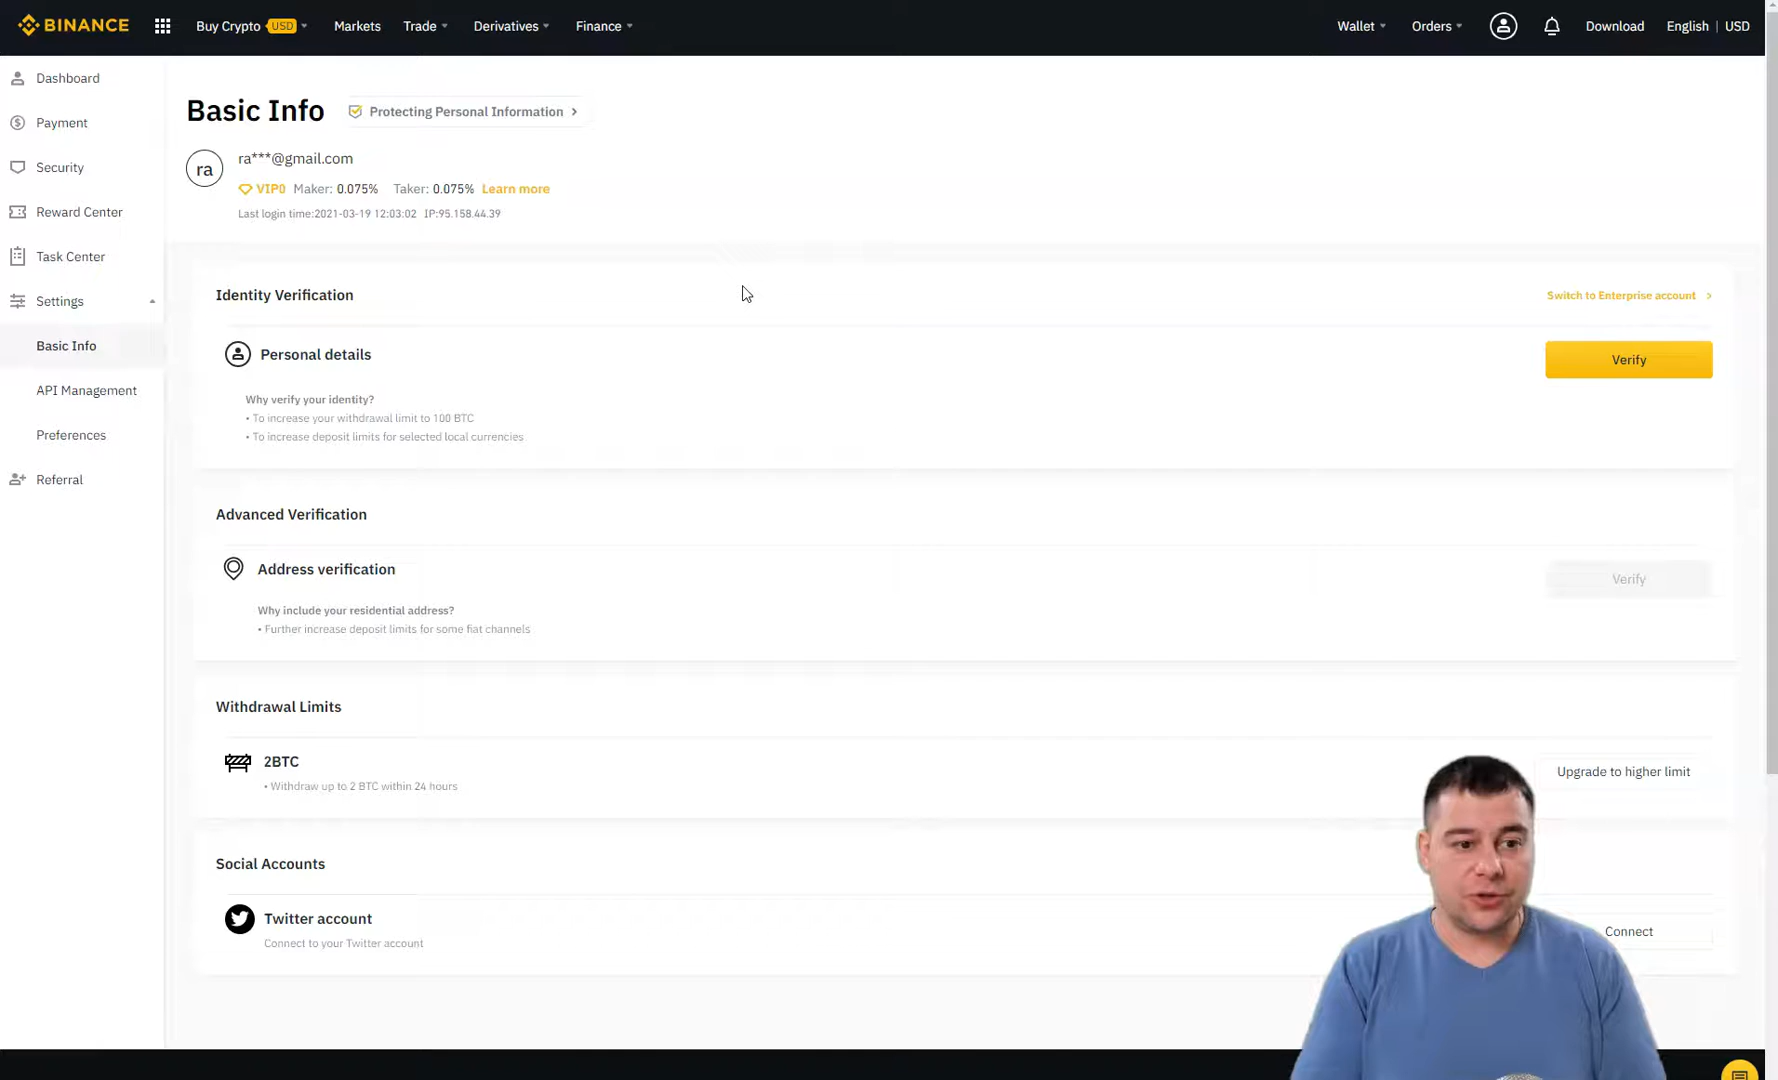 BINANCE
Buy Crypto USD
Markets
Trade
Derivatives
Finance
Wallet
Orders
Download
English | USD
Dashboard
Payment
Security
Reward Center
Task Center
Settings
Basic Info
API Management
Preferences
Referral
Basic Info
Protecting Personal Information
ra
ra***@gmail.com
VIP0 Maker: 0.075% Taker: 0.075% Learn more
Last login time:2021-03-19 12:03:02 IP:95.158.44.39
Identity Verification
Switch to Enterprise account
Personal details
Verify
Why verify your identity?
• To increase your withdrawal limit to 100 BTC
• To increase deposit limits for selected local currencies
Advanced Verification
Address verification
Verify
Why include your residential address?
• Further increase deposit limits for some fiat channels
Withdrawal Limits
2BTC
• Withdraw up to 2 BTC within 24 hours
Upgrade to higher limit
Social Accounts
Twitter account
Connect to your Twitter account
Connect